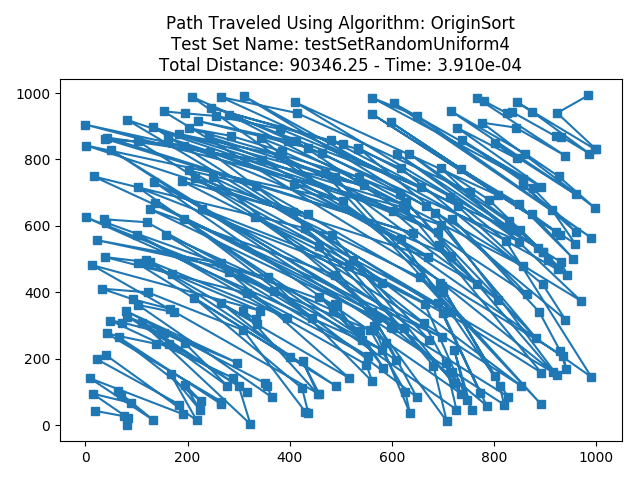 Path Traveled Using Algorithm: OriginSort
Test Set Name: testSetRandomUniform4
Total Distance: 90346.25 - Time: 3.910e-04
1000
800
600
400
200
0
0 200 400 600 800 1000